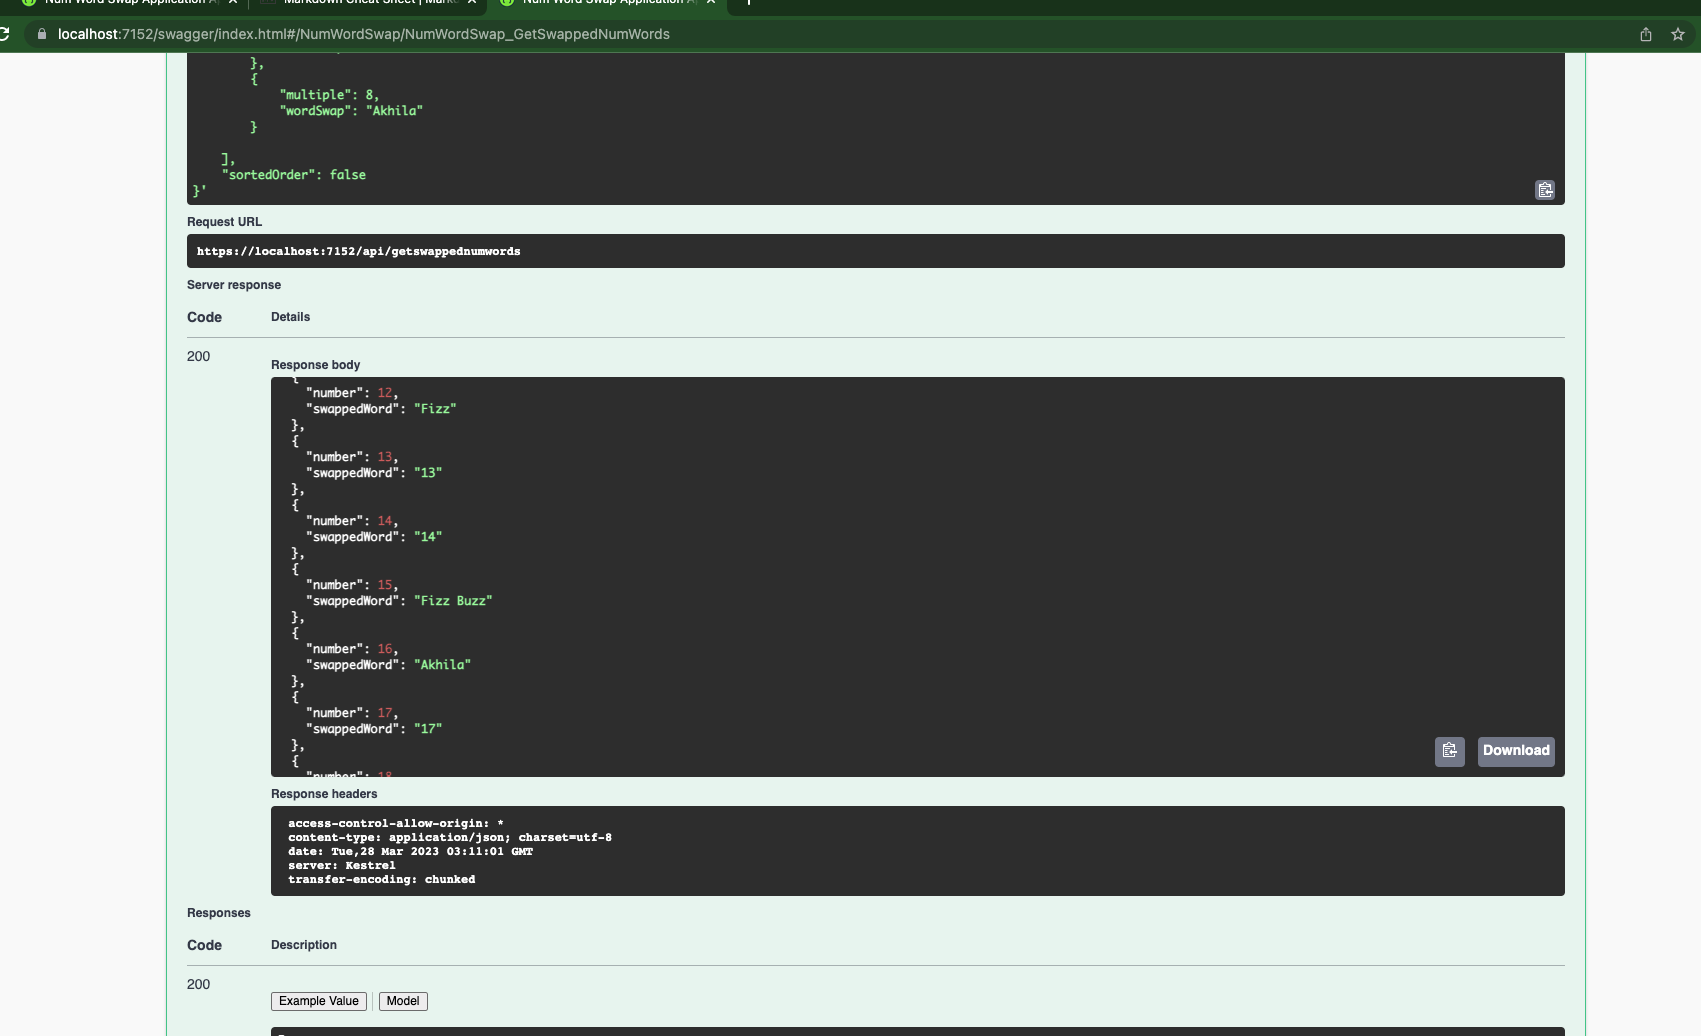 Num Word Swap Application A
Markdown Cheat Sheet | Mark
Num Word Swap Application A
localhost:7152/swagger/index.html#/NumWordSwap/NumWordSwap_GetSwappedNumWords
},
{
"multiple": 8,
"wordSwap": "Akhila"
}
],
"sortedOrder": false
}'
Request URL
https://localhost:7152/api/getswappednumwords
Server response
Code Details
200
Response body
{
"number": 12,
"swappedWord": "Fizz"
},
{
"number": 13,
"swappedWord": "13"
},
{
"number": 14,
"swappedWord": "14"
},
{
"number": 15,
"swappedWord": "Fizz Buzz"
},
{
"number": 16,
"swappedWord": "Akhila"
},
{
"number": 17,
"swappedWord": "17"
},
{
"number": 18
Download
Response headers
access-control-allow-origin: *
content-type: application/json; charset=utf-8
date: Tue,28 Mar 2023 03:11:01 GMT
server: Kestrel
transfer-encoding: chunked
Responses
Code Description
200
Example Value Model